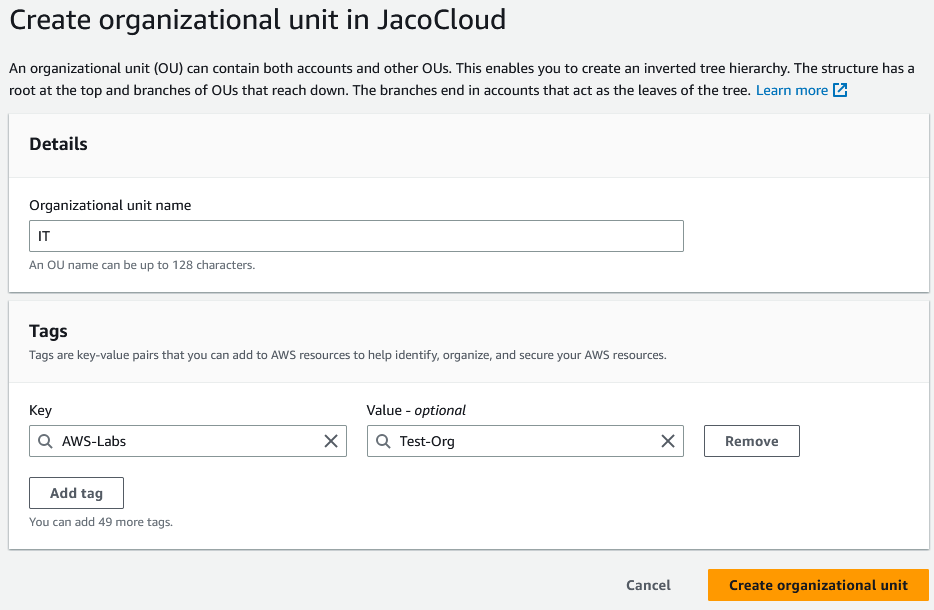 Create organizational unit in JacoCloud
An organizational unit (OU) can contain both accounts and other OUs. This enables you to create an inverted tree hierarchy. The structure has a
root at the top and branches of OUs that reach down. The branches end in accounts that act as the leaves of the tree. Learn more
Details
Organizational unit name
IT
An OU name can be up to 128 characters.
Tags
Tags are key-value pairs that you can add to AWS resources to help identify, organize, and secure your AWS resources.
Key Value - optional
AWS-Labs Test-Org Remove
Add tag
You can add 49 more tags.
Cancel Create organizational unit